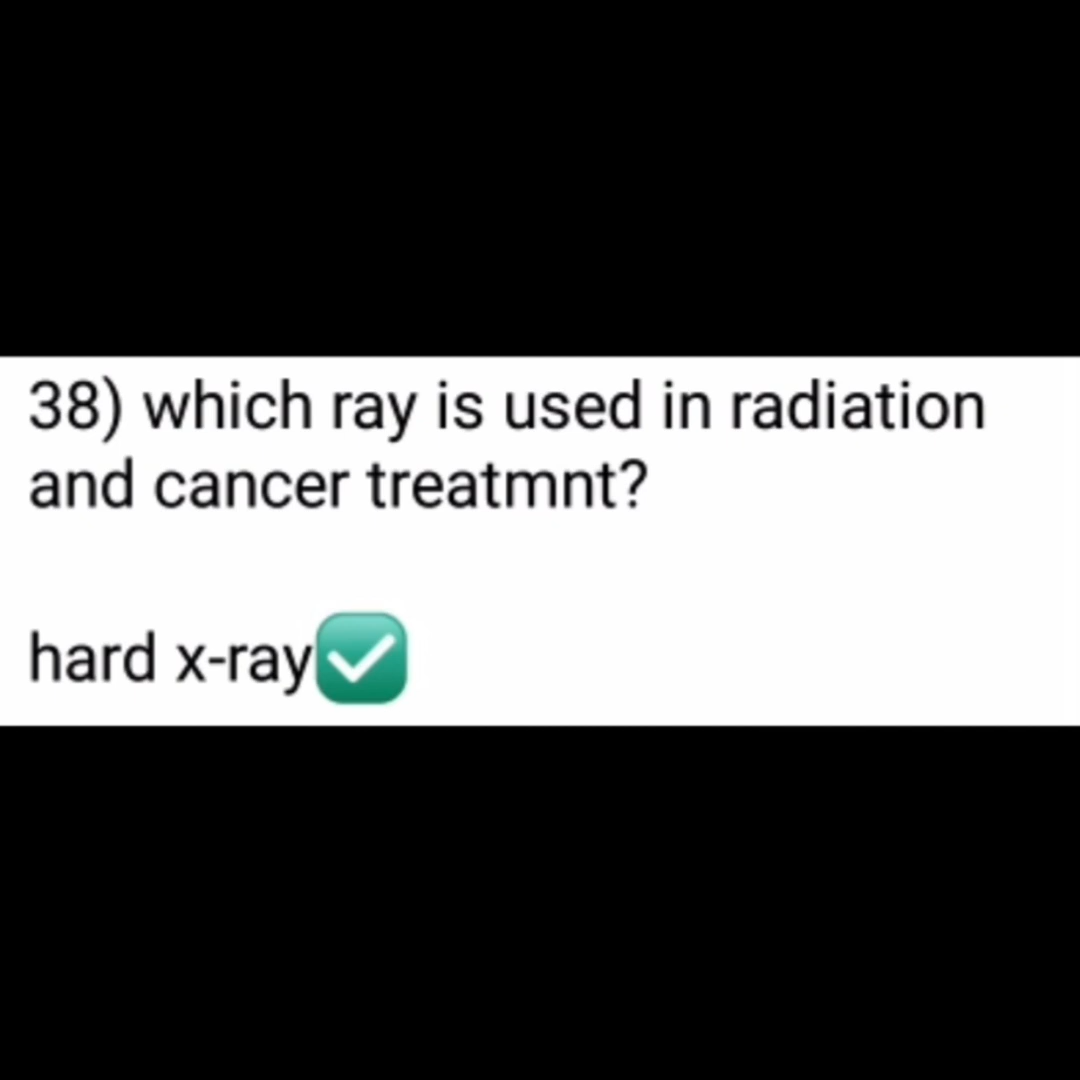 38) which ray is used in radiation
and cancer treatmnt?
hard x-ray✅